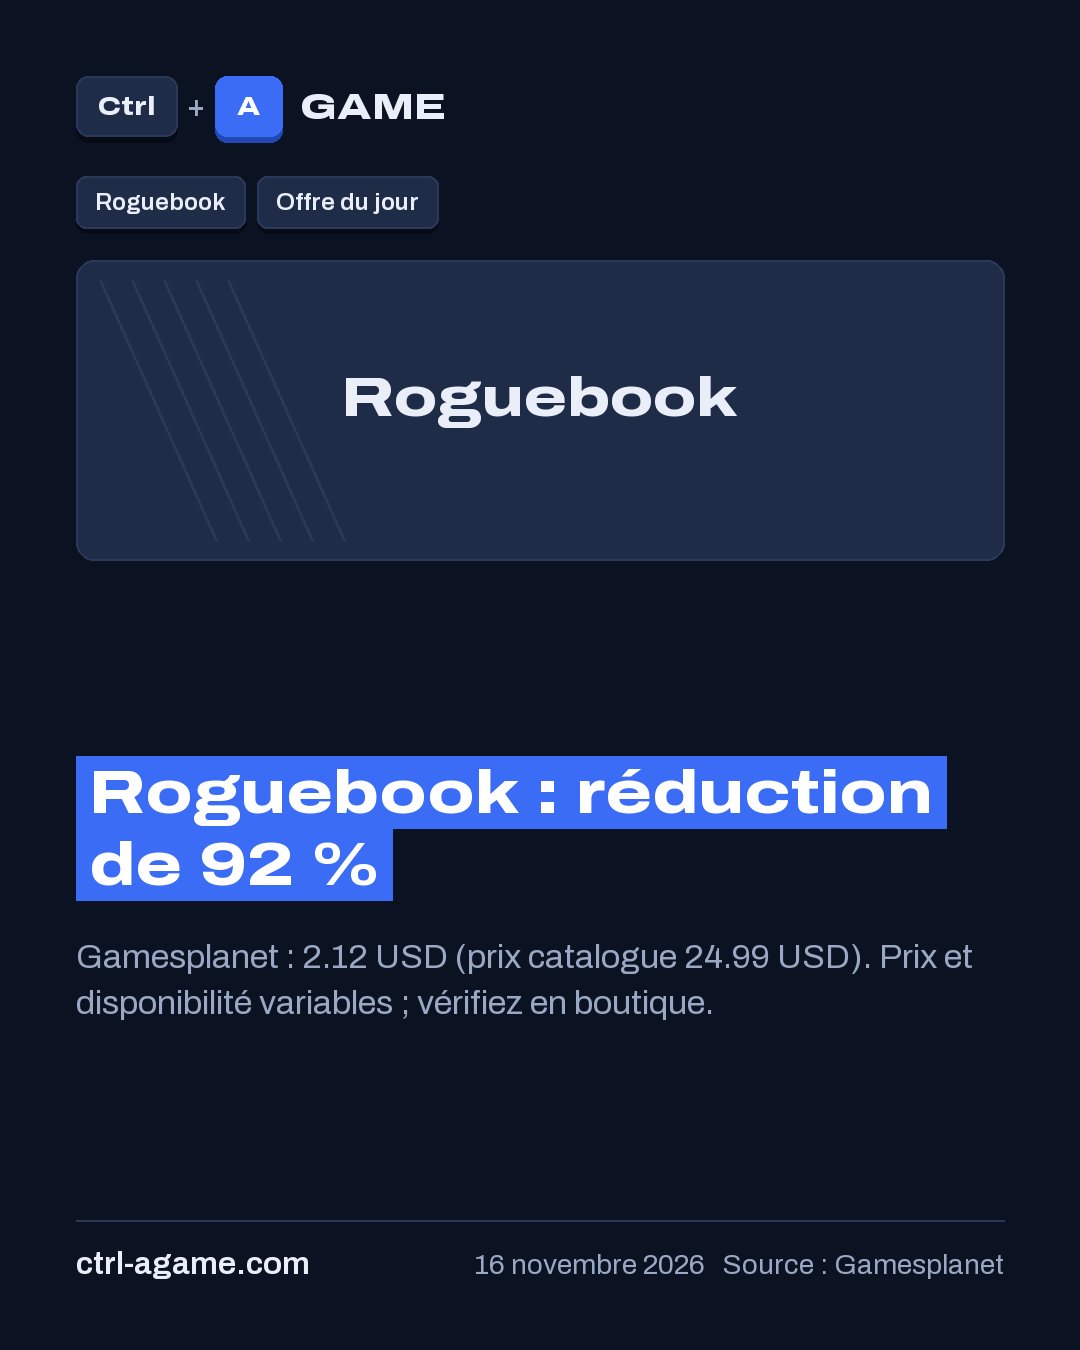 Ctrl + A GAME
Roguebook Offre du jour
Roguebook
Roguebook : réduction
de 92 %
Gamesplanet : 2.12 USD (prix catalogue 24.99 USD). Prix et
disponibilité variables ; vérifiez en boutique.
ctrl-agame.com 16 novembre 2026 Source : Gamesplanet